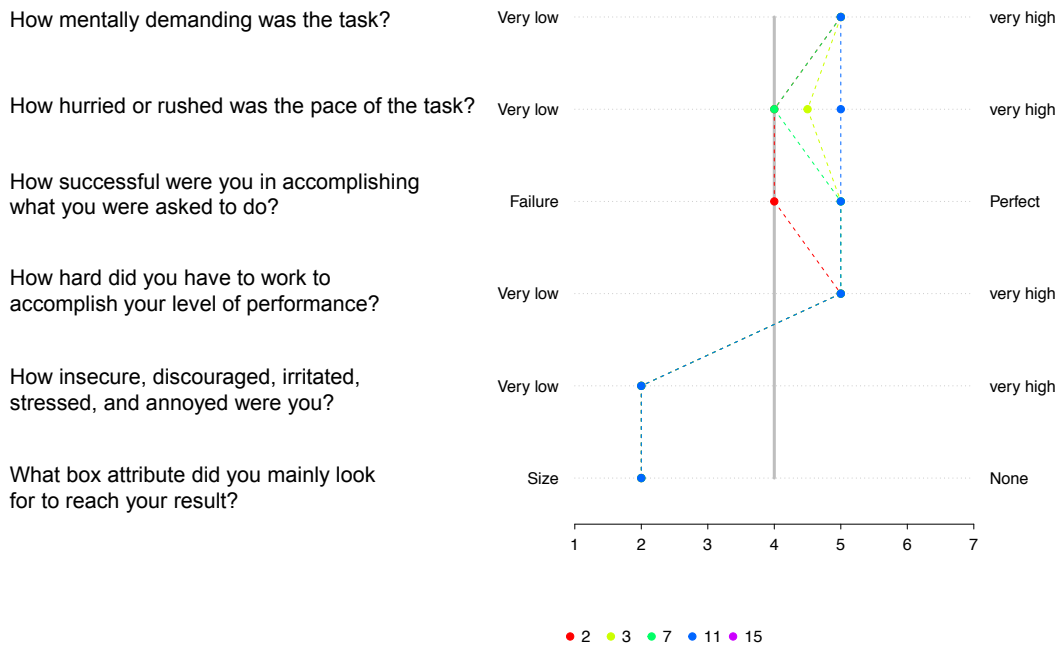 How mentally demanding was the task?
Very low
very high
How hurried or rushed was the pace of the task?
Very low
very high
How successful were you in accomplishing
what you were asked to do?
Failure
Perfect
How hard did you have to work to
accomplish your level of performance?
Very low
very high
How insecure, discouraged, irritated,
stressed, and annoyed were you?
Very low
very high
What box attribute did you mainly look
for to reach your result?
Size
None
1 2 3 4 5 6 7
2 3 7 11 15